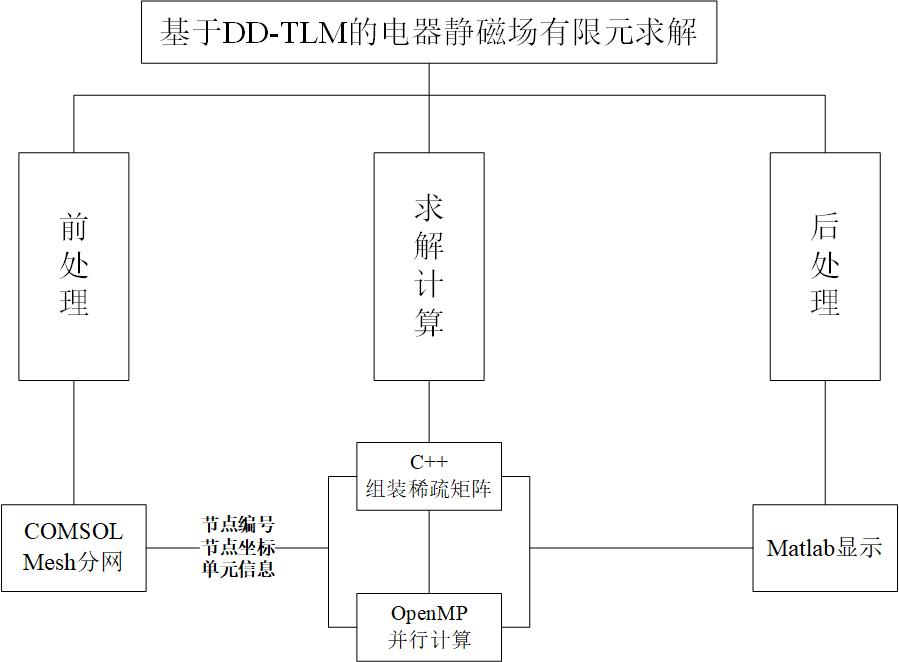 基于DD-TLM的电器静磁场有限元求解
前处理
求解计算
后处理
C++
组装稀疏矩阵
COMSOL
Mesh分网
节点编号
节点坐标
单元信息
Matlab显示
OpenMP
并行计算